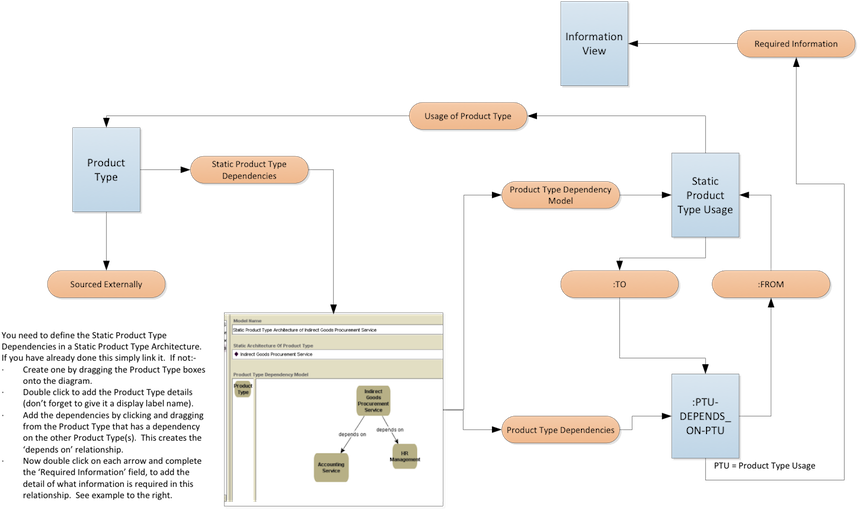 Information
View
Required Information
Usage of Product Type
Product
Type
Static Product Type
Dependencies
Static
Product
Type Usage
Product Type Dependency
Model
Sourced Externally
:TO
:FROM
You need to define the Static Product Type
Dependencies in a Static Product Type Architecture.
If you have already done this simply link it.  If not:-
· Create one by dragging the Product Type boxes
onto the diagram.
· Double click to add the Product Type details
(don't forget to give it a display label name).
· Add the dependencies by clicking and dragging
from the Product Type that has a dependency
on the other Product Type(s).  This creates the
'depends on' relationship.
· Now double click on each arrow and complete
the 'Required Information' field, to add the
detail of what information is required in this
relationship.  See example to the right.
Model Name
Static Product Type Architecture of Indirect Goods Procurement Service
Static Architecture Of Product Type
Indirect Goods Procurement Service
Product Type Dependency Model
Product
Type
Indirect
Goods
Procurement
Service
depends on
depends on
Accounting
Service
HR
Management
Product Type Dependencies
:PTU-
DEPENDS_
ON-PTU
PTU = Product Type Usage